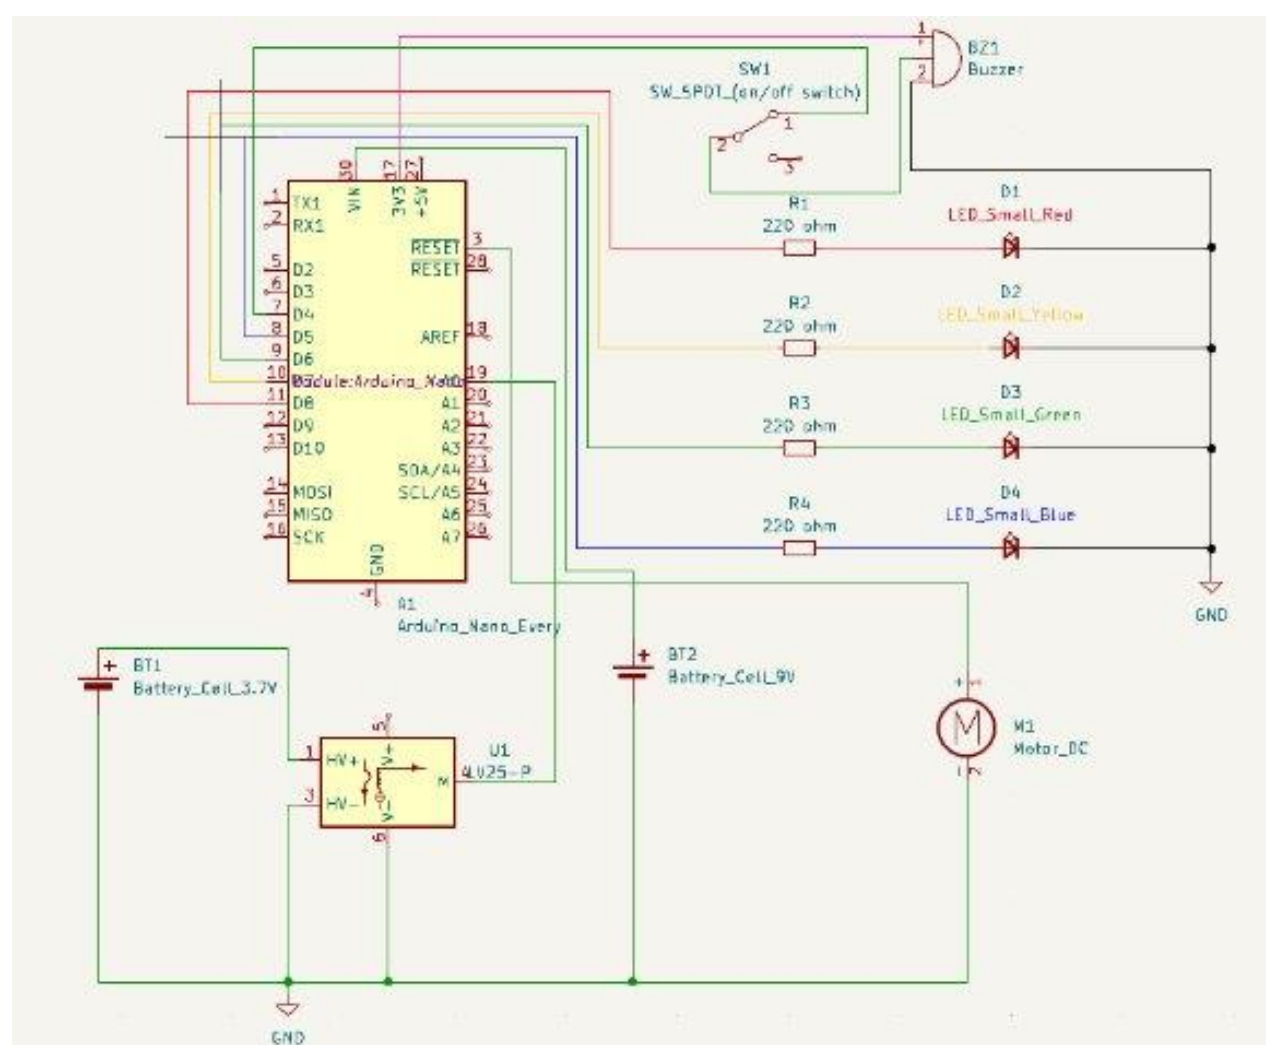 1
BZ1
Buzzer
2
SW1
SW_SPDT_(on/off switch)
1
2
3
30
17
27
VIN
3V3
+5V
1
TX1
2
RX1
RESET
3
RESET
28
5
D2
6
D3
7
D4
8
D5
9
D6
AREF
18
10
Module:Arduino_Nano
19
11
D8
A1
20
12
D9
A2
21
13
D10
A3
22
SDA/A4
23
14
MOSI
SCL/A5
24
15
MISO
A6
25
16
SCK
A7
26
GND
4
A1
Arduino_Nano_Every
R1
220 ohm
D1
LED_Small_Red
R2
220 ohm
D2
LED_Small_Yellow
R3
220 ohm
D3
LED_Small_Green
R4
220 ohm
D4
LED_Small_Blue
GND
+
BT1
Battery_Cell_3.7V
+
BT2
Battery_Cell_9V
+
1
M
M1
Motor_DC
2
5
1
HV+
V+
U1
LV25-P
M
3
HV-
V-
6
GND